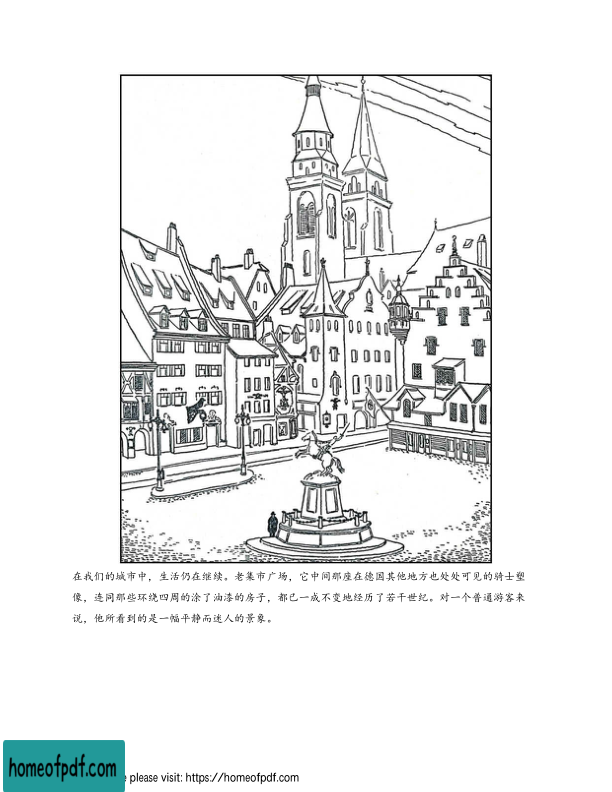 在我们的城市中，生活仍在继续。老集市广场，它中间那座在德国其他地方也处处可见的骑士塑
像，连同那些环绕四周的涂了油漆的房子，都已一成不变地经历了若干世纪。对一个普通游客来
说，他所看到的是一幅平静而迷人的景象。
homeofpdf.com
e please visit: https://homeofpdf.com